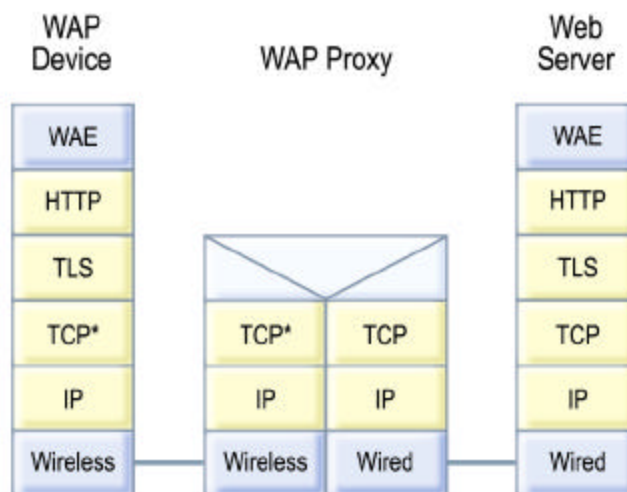 WAP
Device
WAP Proxy
Web
Server
WAE
HTTP
TLS
TCP*
IP
Wireless
TCP*
TCP
IP
IP
Wireless
Wired
WAE
HTTP
TLS
TCP
IP
Wired